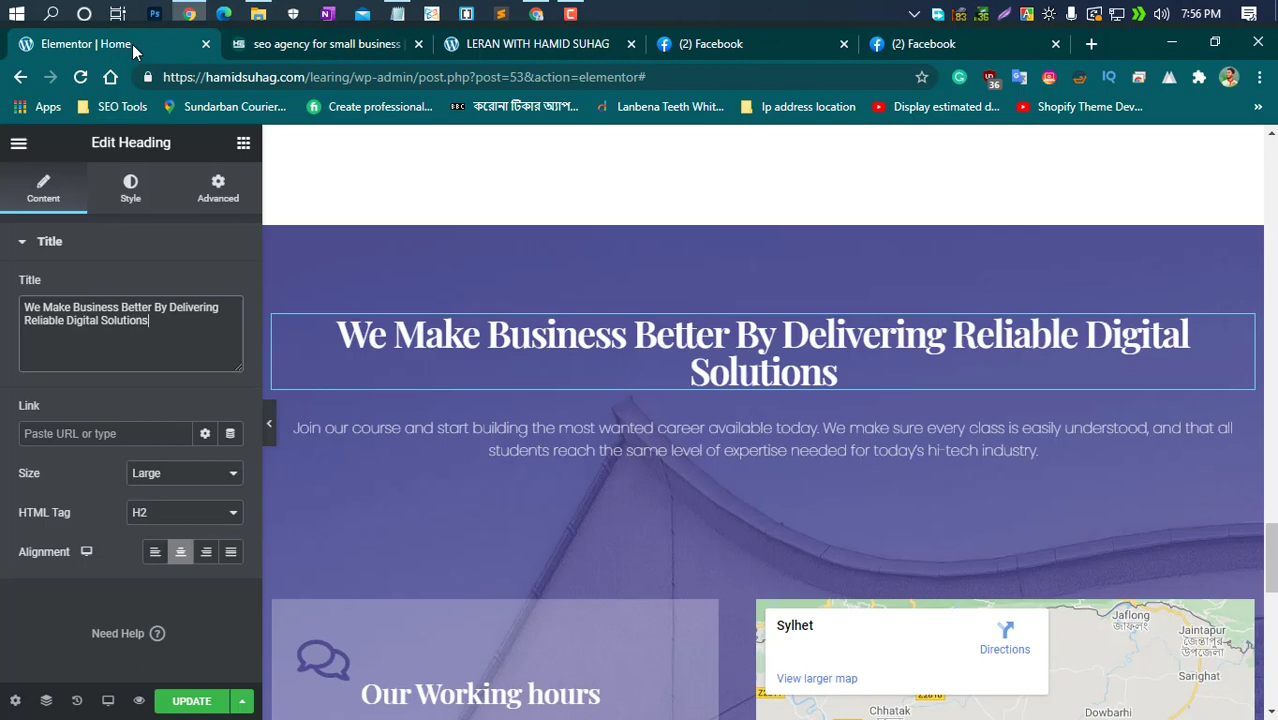 7:56 PM
Elementor | Home
seo agency for small business
LERAN WITH HAMID SUHAG
(2) Facebook
(2) Facebook
https://hamidsuhag.com/learing/wp-admin/post.php?post=53&action=elementor#
36
Apps
SEO Tools
Sundarban Courier...
Create professional...
BBC
করোনা টিকার অ্যাপ...
Lanbena Teeth Whit...
Ip address location
Display estimated d...
Shopify Theme Dev...
Edit Heading
Content
Style
Advanced
Title
Title
We Make Business Better By Delivering
Reliable Digital Solutions
Link
Paste URL or type
Size
Large
HTML Tag
H2
Alignment
Need Help
UPDATE
We Make Business Better By Delivering Reliable Digital
Solutions
Join our course and start building the most wanted career available today. We make sure every class is easily understood, and that all
students reach the same level of expertise needed for today's hi-tech industry.
Our Working hours
Sylhet
Directions
View larger map
Jaflong
জাফলং
Jaintapur
জৈন্তাপুর
উপজেলা
Sarighat
Chhatak
Dowbarhi